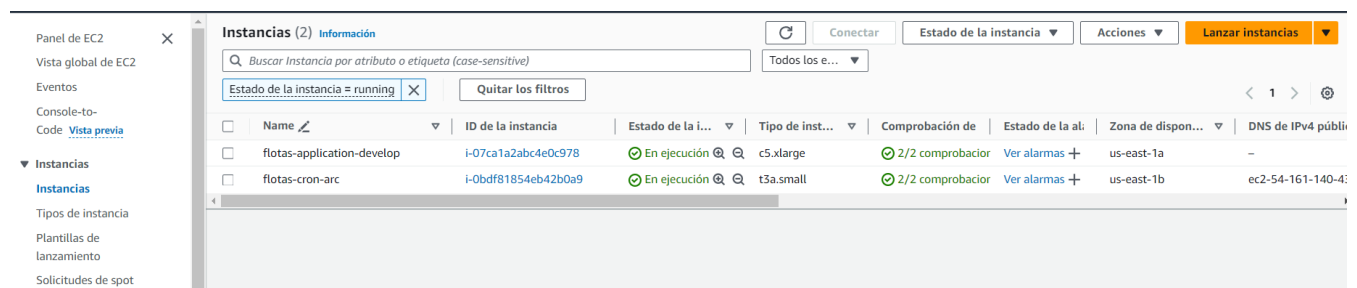 Panel de EC2
Vista global de EC2
Eventos
Console-to-
Code Vista previa
Instancias
Instancias
Tipos de instancia
Plantillas de
lanzamiento
Solicitudes de spot
Instancias (2) Información
Conectar
Estado de la instancia
Acciones
Lanzar instancias
Buscar Instancia por atributo o etiqueta (case-sensitive)
Todos los e...
Estado de la instancia = running
Quitar los filtros
1
Name ID de la instancia Estado de la i... Tipo de inst... Comprobación de Estado de la ala Zona de dispon... DNS de IPv4 públic
flotas-application-develop i-07ca1a2abc4e0c978 En ejecución c5.xlarge 2/2 comprobacior Ver alarmas + us-east-1a –
flotas-cron-arc i-0bdf81854eb42b0a9 En ejecución t3a.small 2/2 comprobacior Ver alarmas + us-east-1b ec2-54-161-140-43